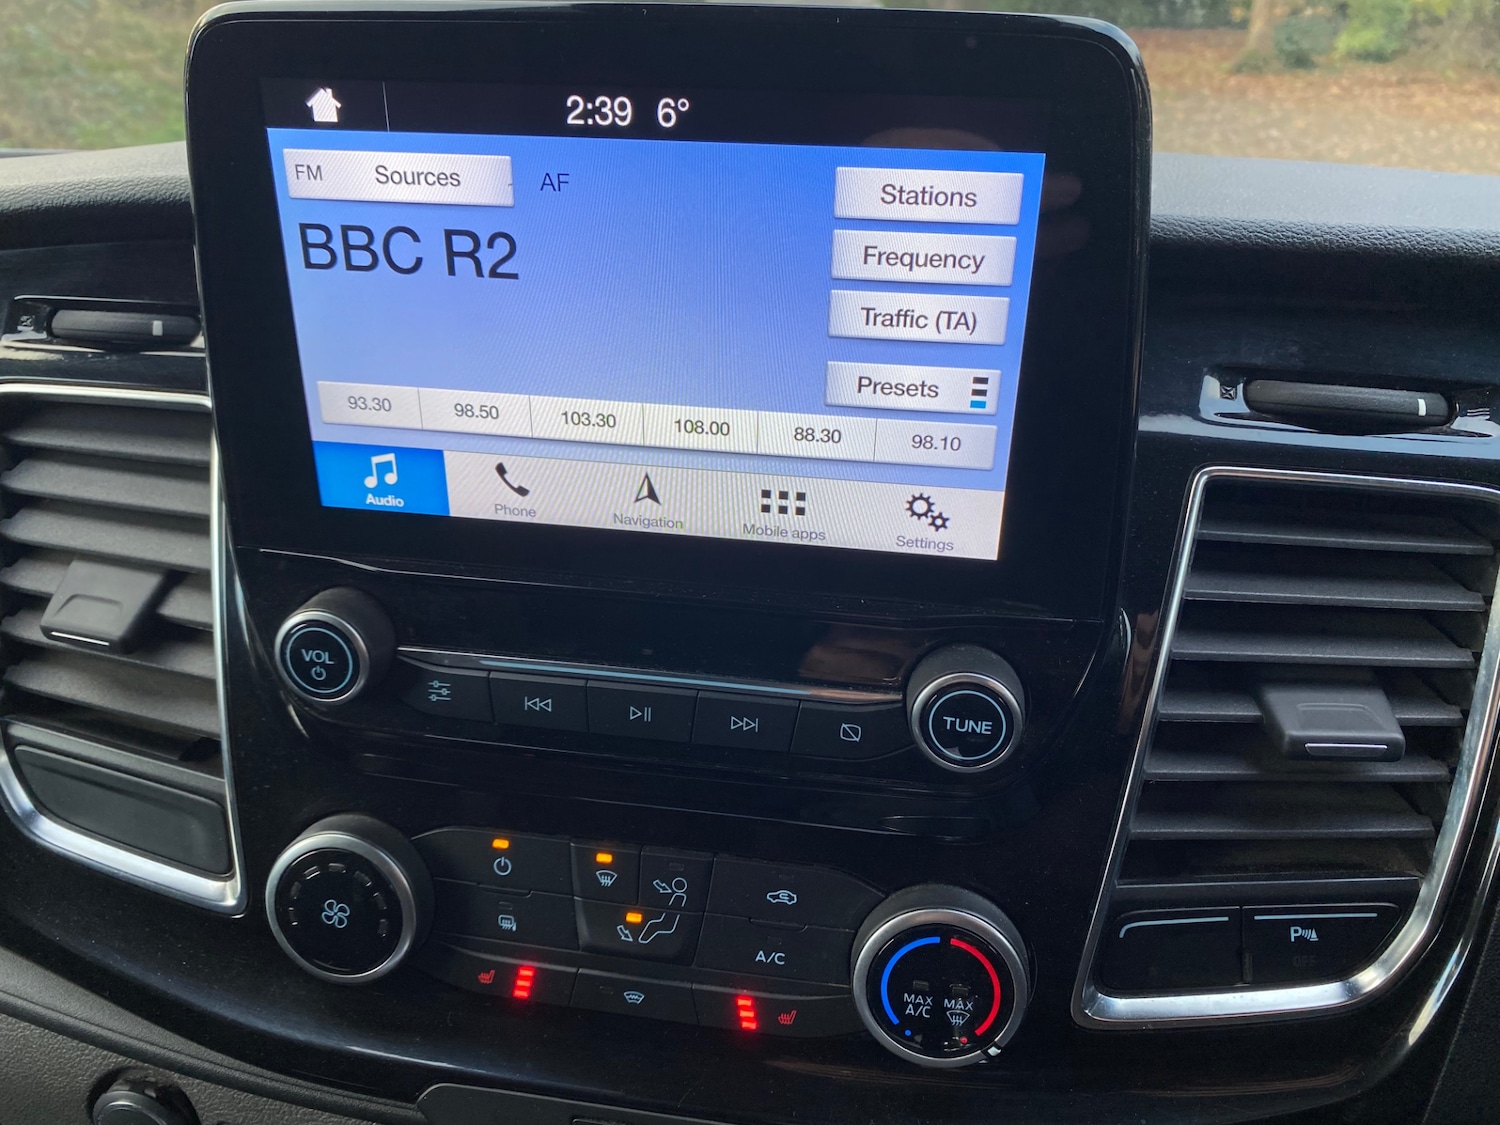 2:39 6°
FM Sources AF
Stations
BBC R2
Frequency
Traffic (TA)
Presets
93.30 98.50 103.30 108.00 88.30 98.10
Audio Phone Navigation Mobile apps Settings
VOL
TUNE
A/C
MAX A/C
MAX
P
OFF